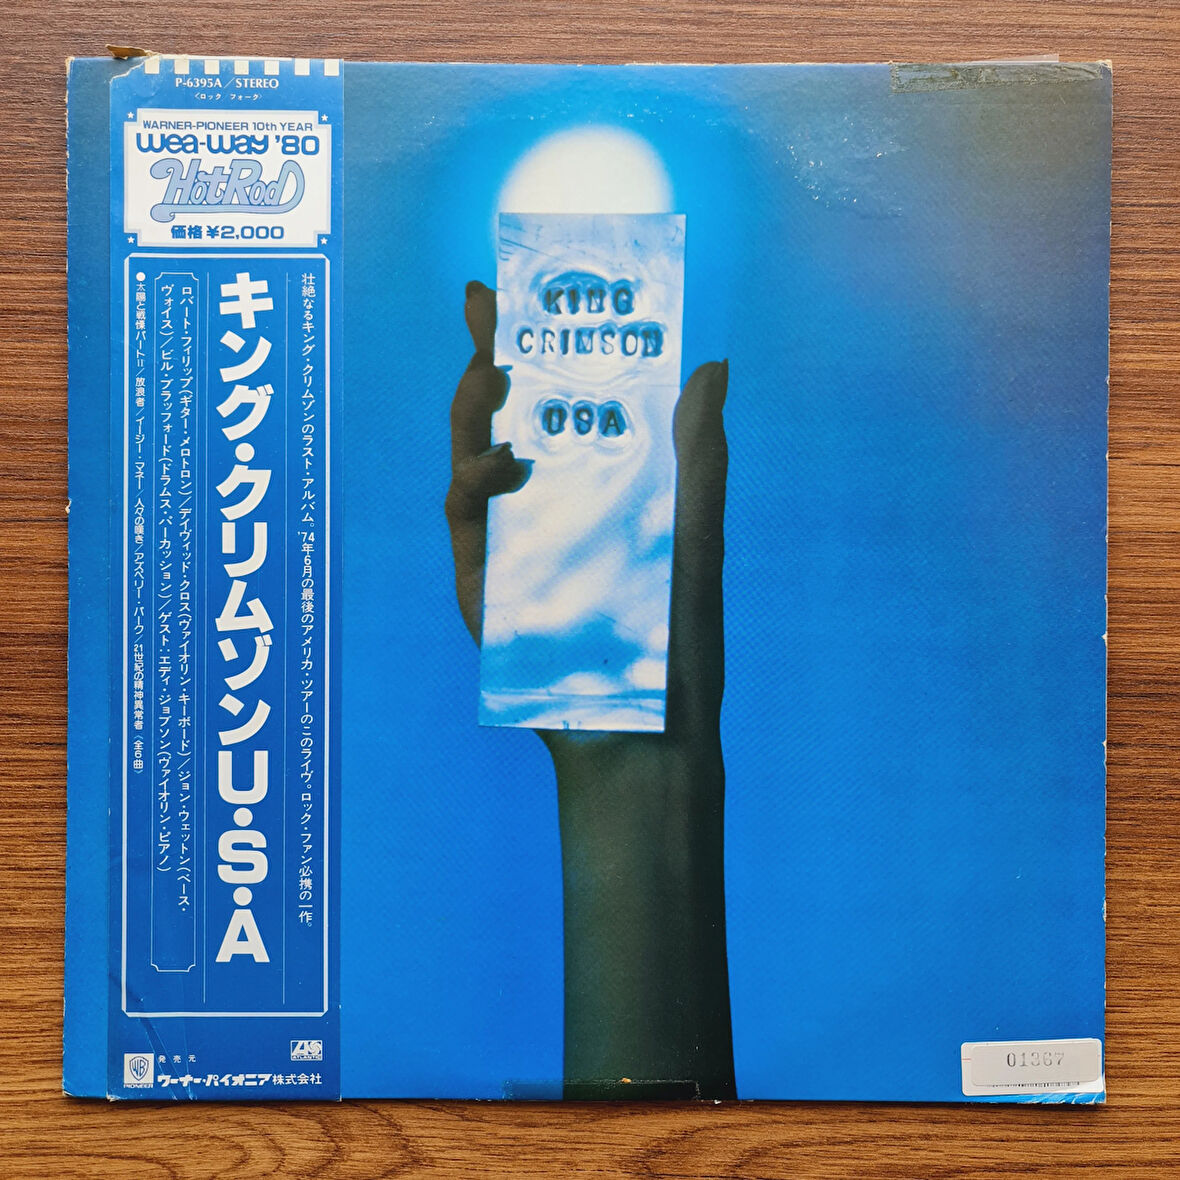 P-6395A/STEREO
〈ロック フォーク〉
WARNER-PIONEER 10th YEAR
wea-way '80
HotRod
価格¥2,000
壮絶なるキング・クリムゾンのラスト・アルバム。'74年6月の最後のアメリカ・ツアーのこのライヴ。ロック・ファン必携の一作。
キング・クリムゾンU・S・A
ロバート・フィリップ(ギター・メロトロン)/デイヴィッド・クロス(ヴァイオリン・キーボード)/ジョン・ウェットン(ベース・
ヴォイス)/ビル・ブラッフォード(ドラムス・パーカッション)/ゲスト:エディ・ジョブソン(ヴァイオリン・ピアノ)
●太陽と戦慄パートII/放浪者/イージー・マネー/人々の嘆き/アズベリー・パーク/21世紀の精神異常者〈全6曲〉
WB
PIONEER
発売元
ワーナー・パイオニア株式会社
ATLANTIC
KING
CRIMSON
USA
01367